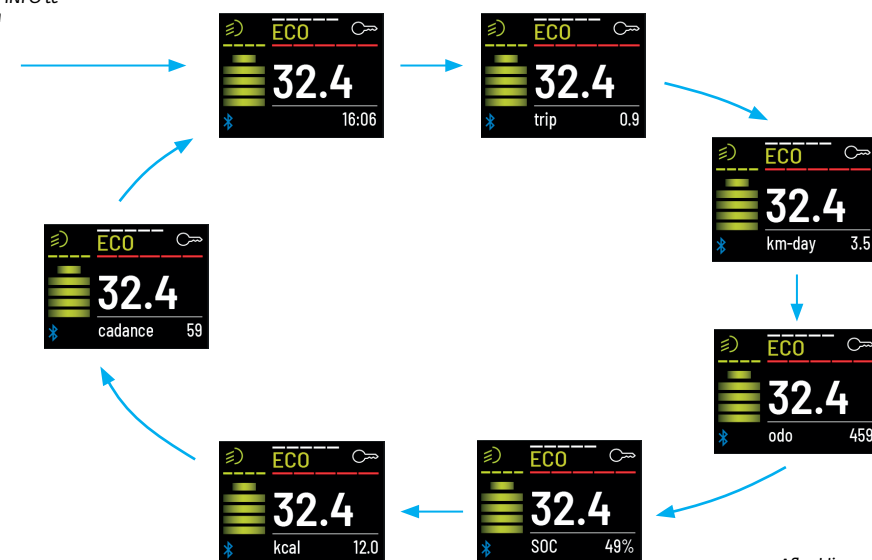 INFO te
ECO
32.4
16:06
ECO
32.4
trip 0.9
ECO
32.4
km-day 3.5
ECO
32.4
odo 459
ECO
32.4
SOC 49%
ECO
32.4
kcal 12.0
ECO
32.4
cadance 59